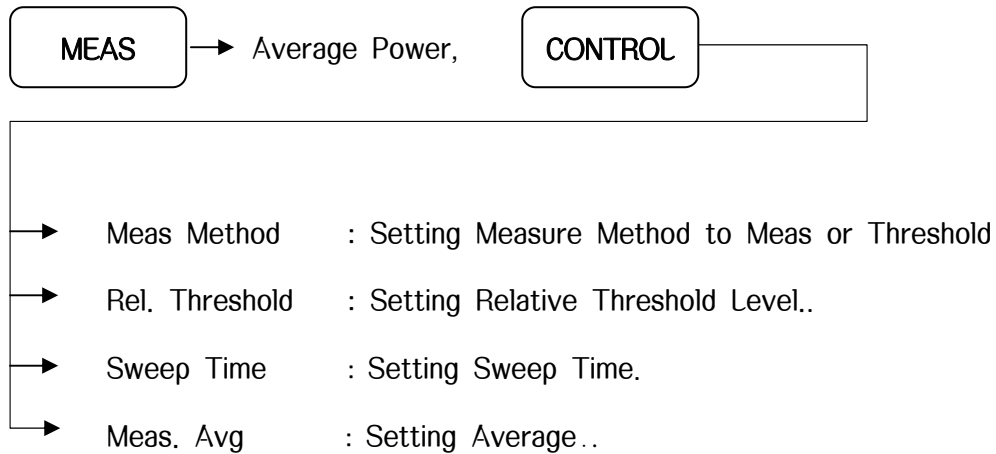 MEAS Average Power, CONTROL
Meas Method : Setting Measure Method to Meas or Threshold
Rel. Threshold : Setting Relative Threshold Level..
Sweep Time : Setting Sweep Time.
Meas. Avg : Setting Average..